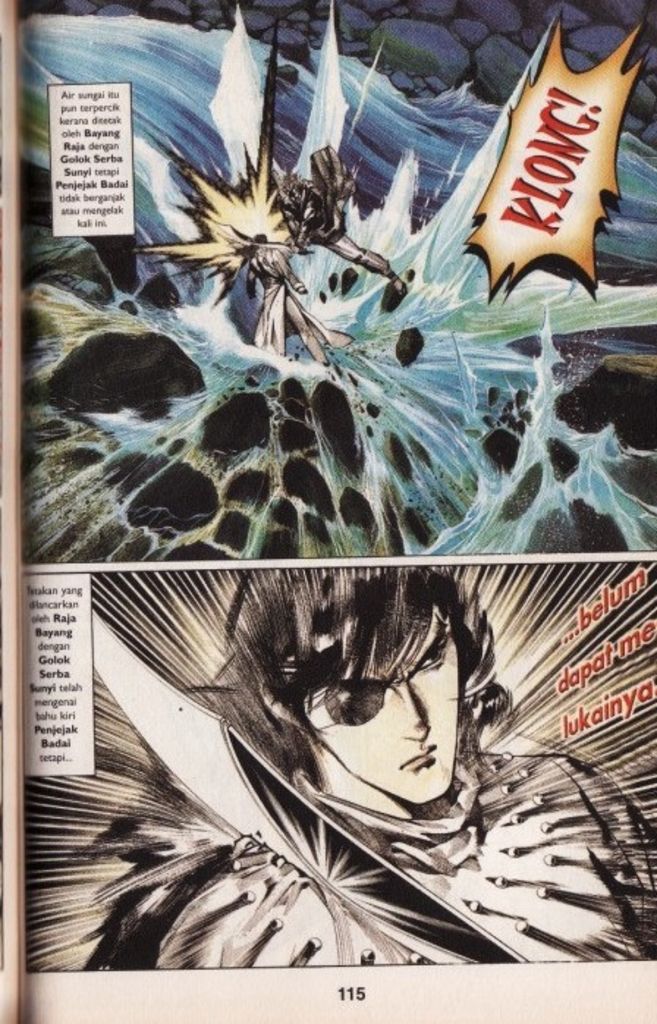 Air sungai itu
pun terpercik
kerana ditetak
oleh Bayang
Raja dengan
Golok Serba
Sunyi tetapi
Penjejak Badai
tidak berganjak
atau mengelak
kali ini.
KLONG!
Tetakan yang
dilancarkan
oleh Raja
Bayang
dengan
Golok
Serba
Sunyi telah
mengenai
bahu kiri
Penjejak
Badai
tetapi...
...belum
dapat me
lukainya.
115